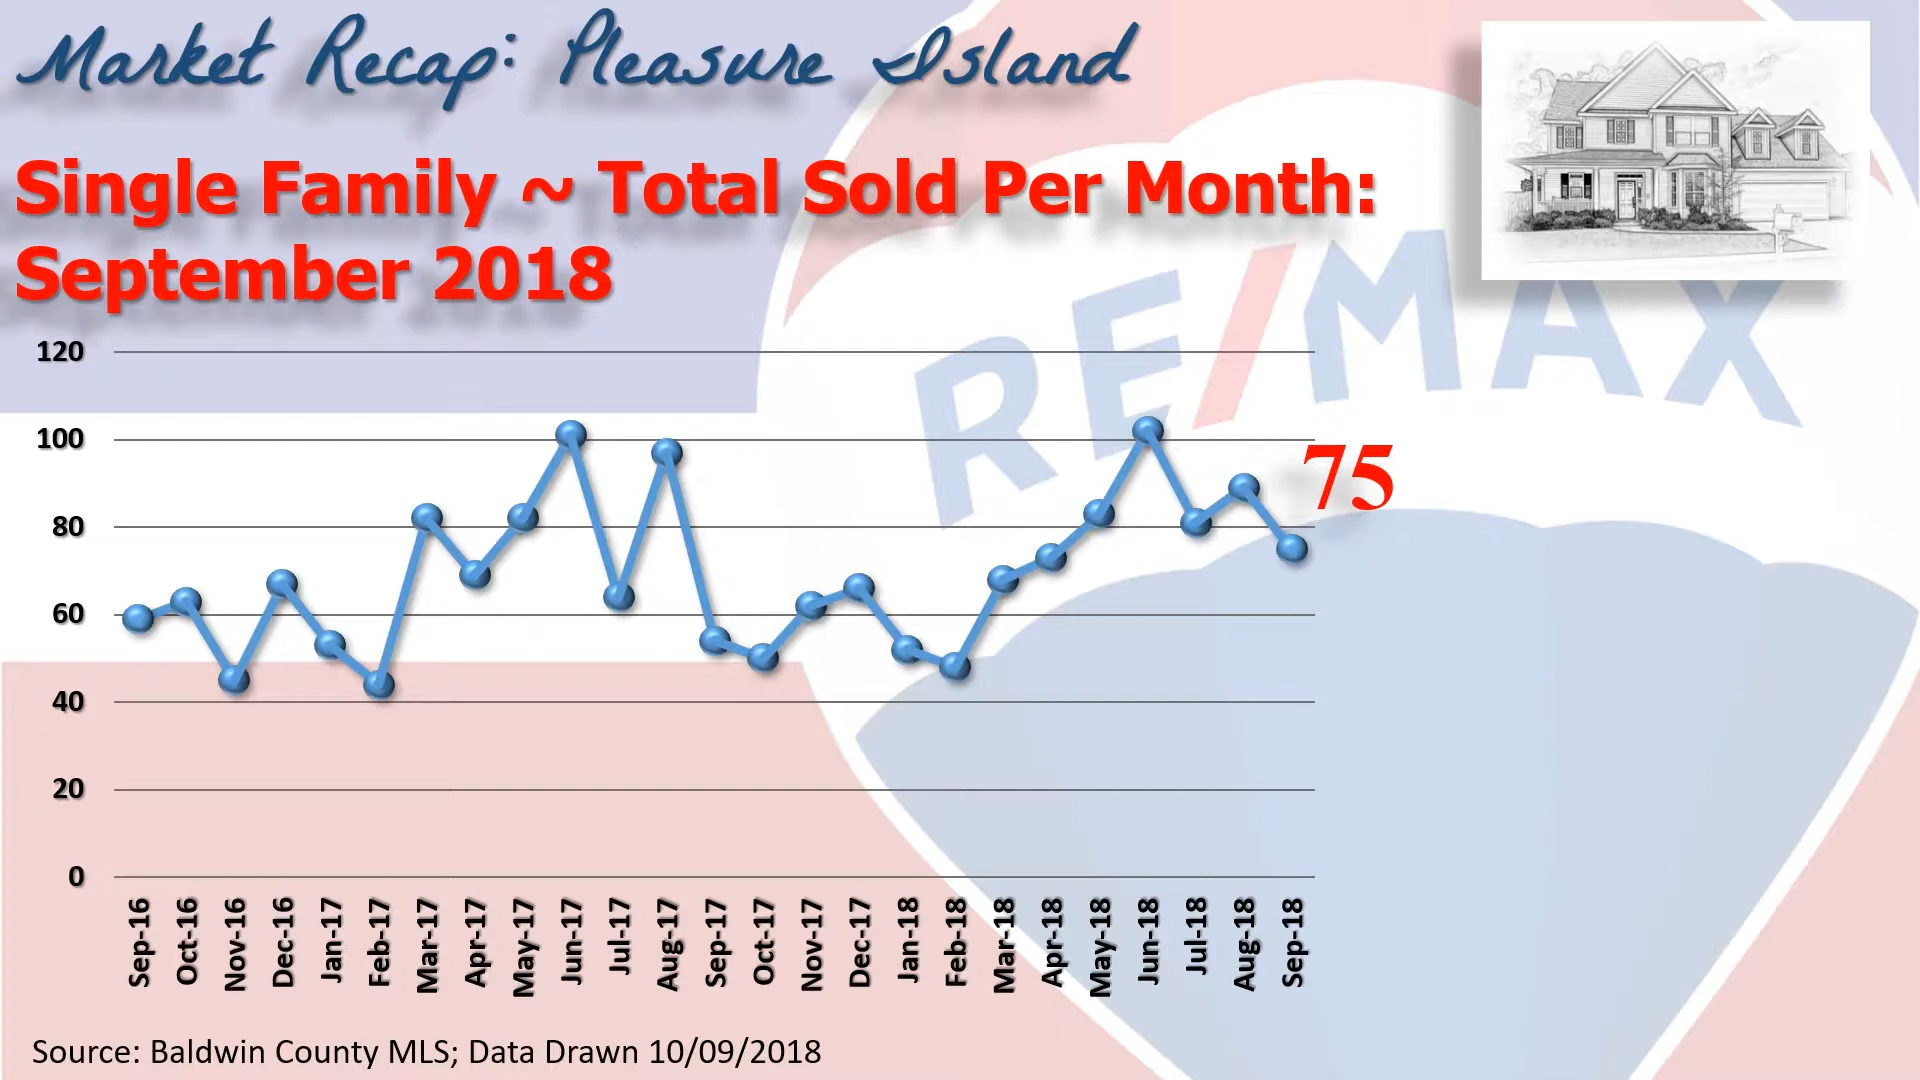 Market Recap: Pleasure Island
Single Family ~ Total Sold Per Month:
September 2018
RE/MAX
120
100
80
60
40
20
0
75
Sep-16
Oct-16
Nov-16
Dec-16
Jan-17
Feb-17
Mar-17
Apr-17
May-17
Jun-17
Jul-17
Aug-17
Sep-17
Oct-17
Nov-17
Dec-17
Jan-18
Feb-18
Mar-18
Apr-18
May-18
Jun-18
Jul-18
Aug-18
Sep-18
Source: Baldwin County MLS; Data Drawn 10/09/2018